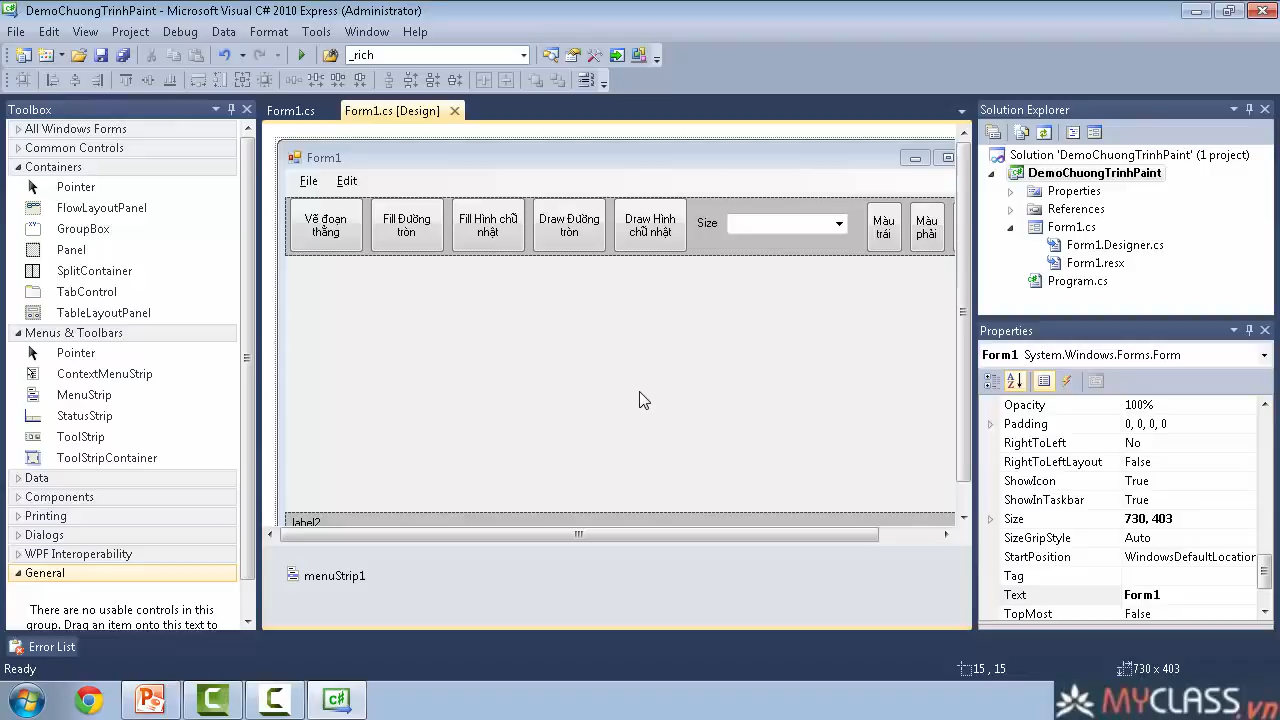 DemoChuongTrinhPaint - Microsoft Visual C# 2010 Express (Administrator)
File Edit View Project Debug Data Format Tools Window Help
_rich
Toolbox
All Windows Forms
Common Controls
Containers
Pointer
FlowLayoutPanel
GroupBox
Panel
SplitContainer
TabControl
TableLayoutPanel
Menus & Toolbars
Pointer
ContextMenuStrip
MenuStrip
StatusStrip
ToolStrip
ToolStripContainer
Data
Components
Printing
Dialogs
WPF Interoperability
General
There are no usable controls in this
group. Drag an item onto this text to
Form1.cs
Form1.cs [Design]
Form1
File Edit
Vẽ đoạn
thẳng
Fill Đường
tròn
Fill Hình chữ
nhật
Draw Đường
tròn
Draw Hình
chữ nhật
Size
Màu
trái
Màu
phải
label2
menuStrip1
Solution Explorer
Solution 'DemoChuongTrinhPaint' (1 project)
DemoChuongTrinhPaint
Properties
References
Form1.cs
Form1.Designer.cs
Form1.resx
Program.cs
Properties
Form1 System.Windows.Forms.Form
Opacity 100%
Padding 0, 0, 0, 0
RightToLeft No
RightToLeftLayout False
ShowIcon True
ShowInTaskbar True
Size 730, 403
SizeGripStyle Auto
StartPosition WindowsDefaultLocation
Tag
Text Form1
TopMost False
Error List
Ready
15 , 15
730 x 403
MYCLASS.vn